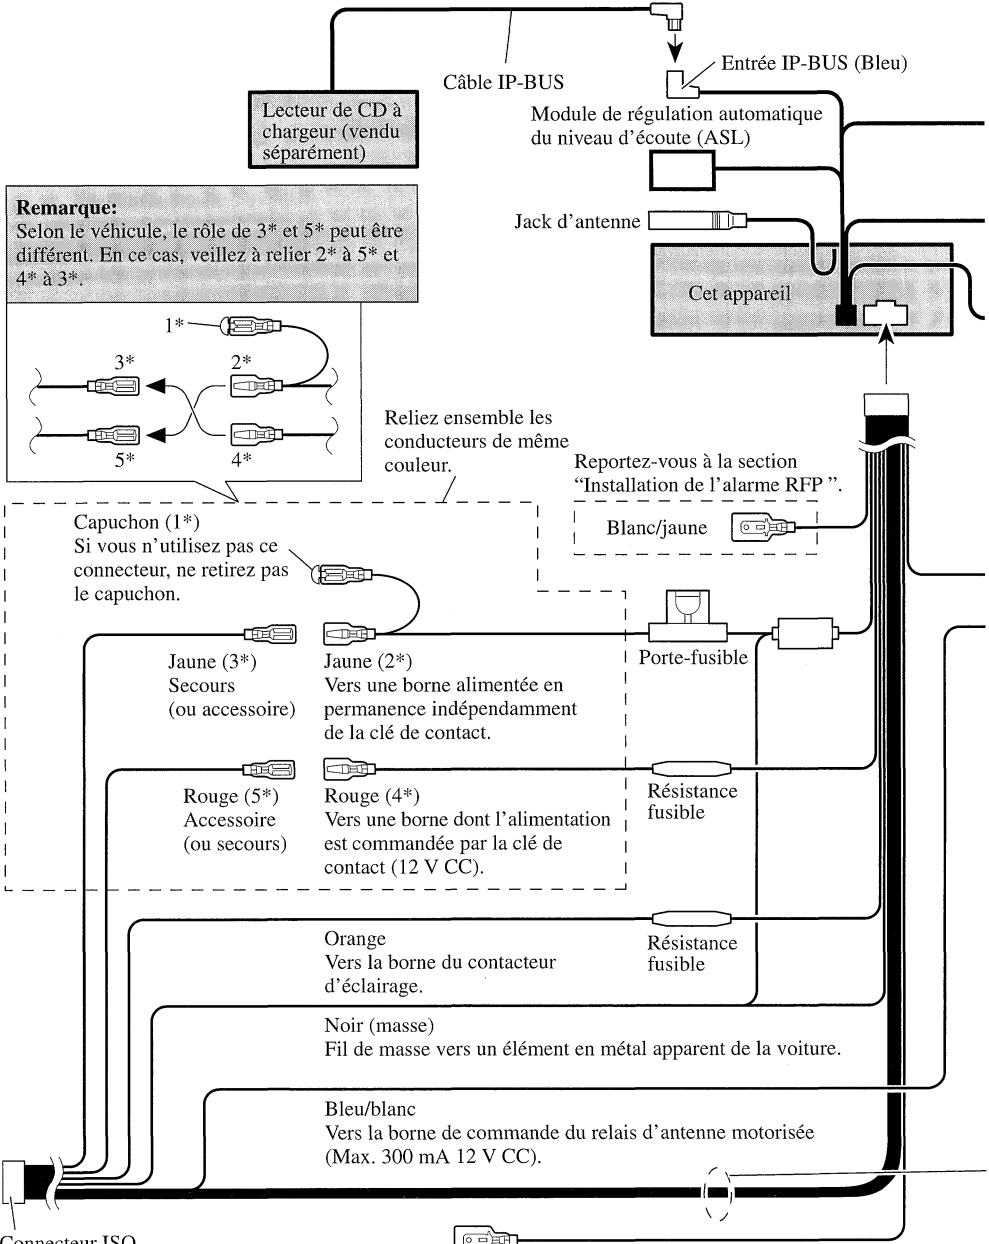 Câble IP-BUS
Entrée IP-BUS (Bleu)
Lecteur de CD à
chargeur (vendu
séparément)
Module de régulation automatique
du niveau d'écoute (ASL)
Remarque:
Selon le véhicule, le rôle de 3* et 5* peut être
différent. En ce cas, veillez à relier 2* à 5* et
4* à 3*.
Jack d'antenne
Cet appareil
1*
3*
2*
5*
4*
Reliez ensemble les
conducteurs de même
couleur.
Reportez-vous à la section
“Installation de l'alarme RFP ”.
Blanc/jaune
Capuchon (1*)
Si vous n'utilisez pas ce
connecteur, ne retirez pas
le capuchon.
Jaune (3*)
Secours
(ou accessoire)
Jaune (2*)
Vers une borne alimentée en
permanence indépendamment
de la clé de contact.
Porte-fusible
Rouge (5*)
Accessoire
(ou secours)
Rouge (4*)
Vers une borne dont l'alimentation
est commandée par la clé de
contact (12 V CC).
Résistance
fusible
Orange
Vers la borne du contacteur
d'éclairage.
Résistance
fusible
Noir (masse)
Fil de masse vers un élément en métal apparent de la voiture.
Bleu/blanc
Vers la borne de commande du relais d'antenne motorisée
(Max. 300 mA 12 V CC).
Connecteur ISO